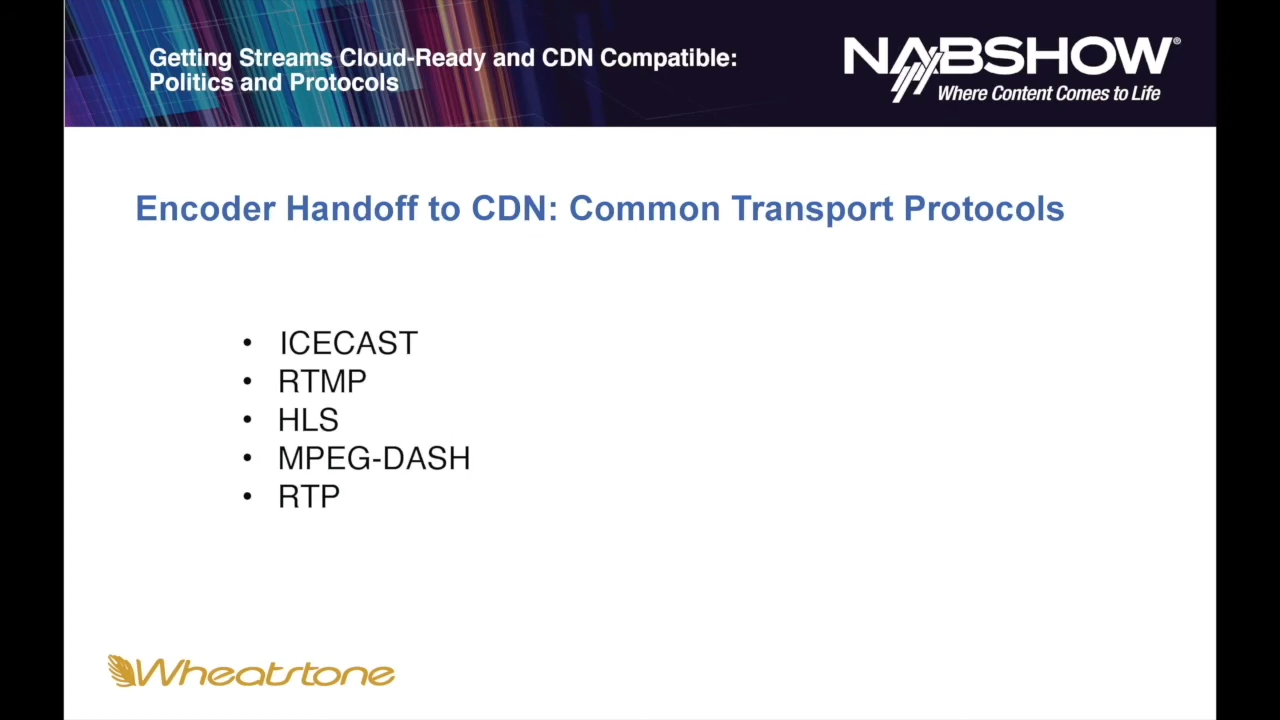 Getting Streams Cloud-Ready and CDN Compatible:
Politics and Protocols
NABSHOW®
Where Content Comes to Life
Encoder Handoff to CDN: Common Transport Protocols
• ICECAST
• RTMP
• HLS
• MPEG-DASH
• RTP
Wheatstone